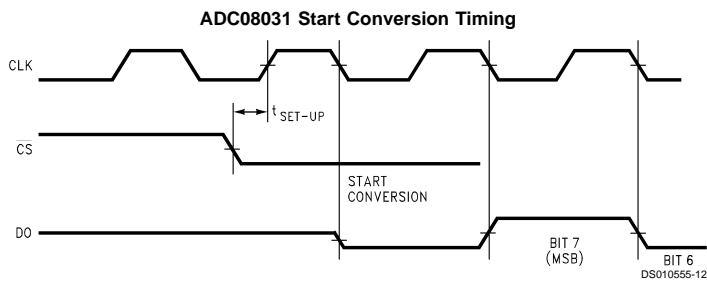 ADC08031 Start Conversion Timing
CLK
t SET-UP
CS
START
CONVERSION
DO
BIT 7
(MSB)
BIT 6
DS010555-12